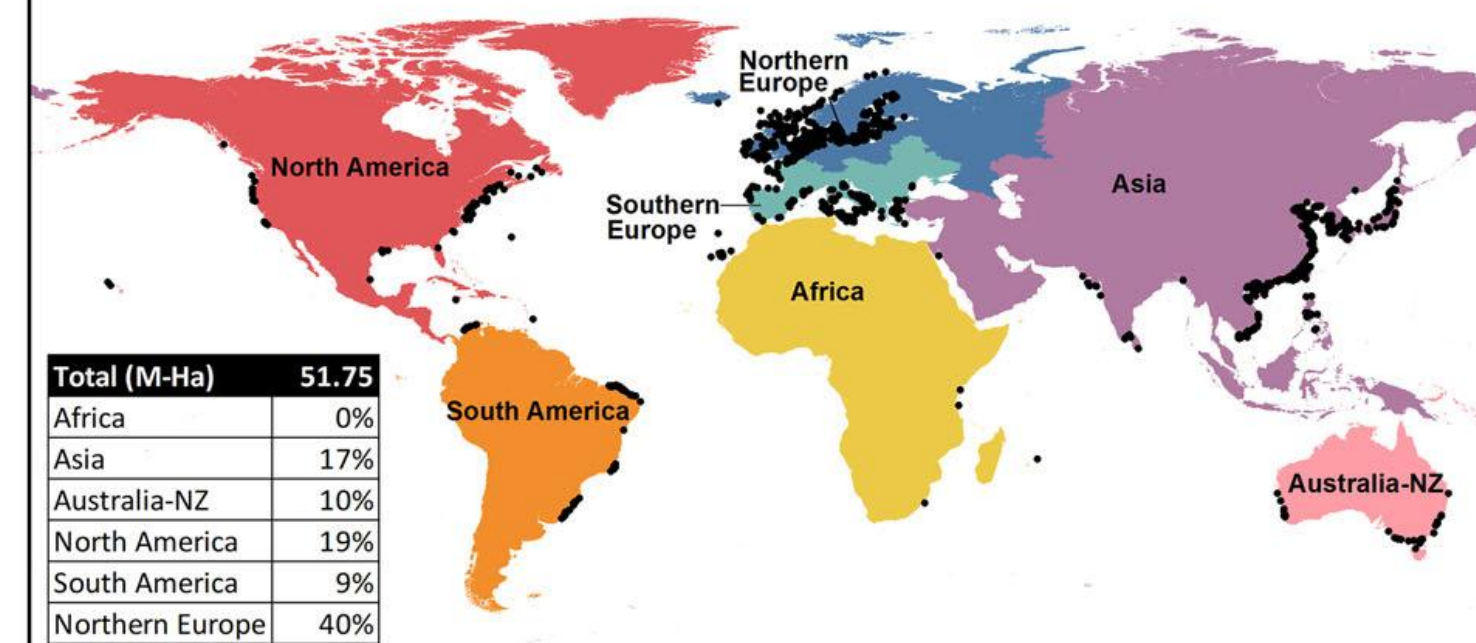 Northern
Europe
North America
Asia
Southern
Europe
Africa
Total (M-Ha) 51.75
Africa 0%
South America
Asia 17%
Australia-NZ
Australia-NZ 10%
North America 19%
South America 9%
Northern Europe 40%